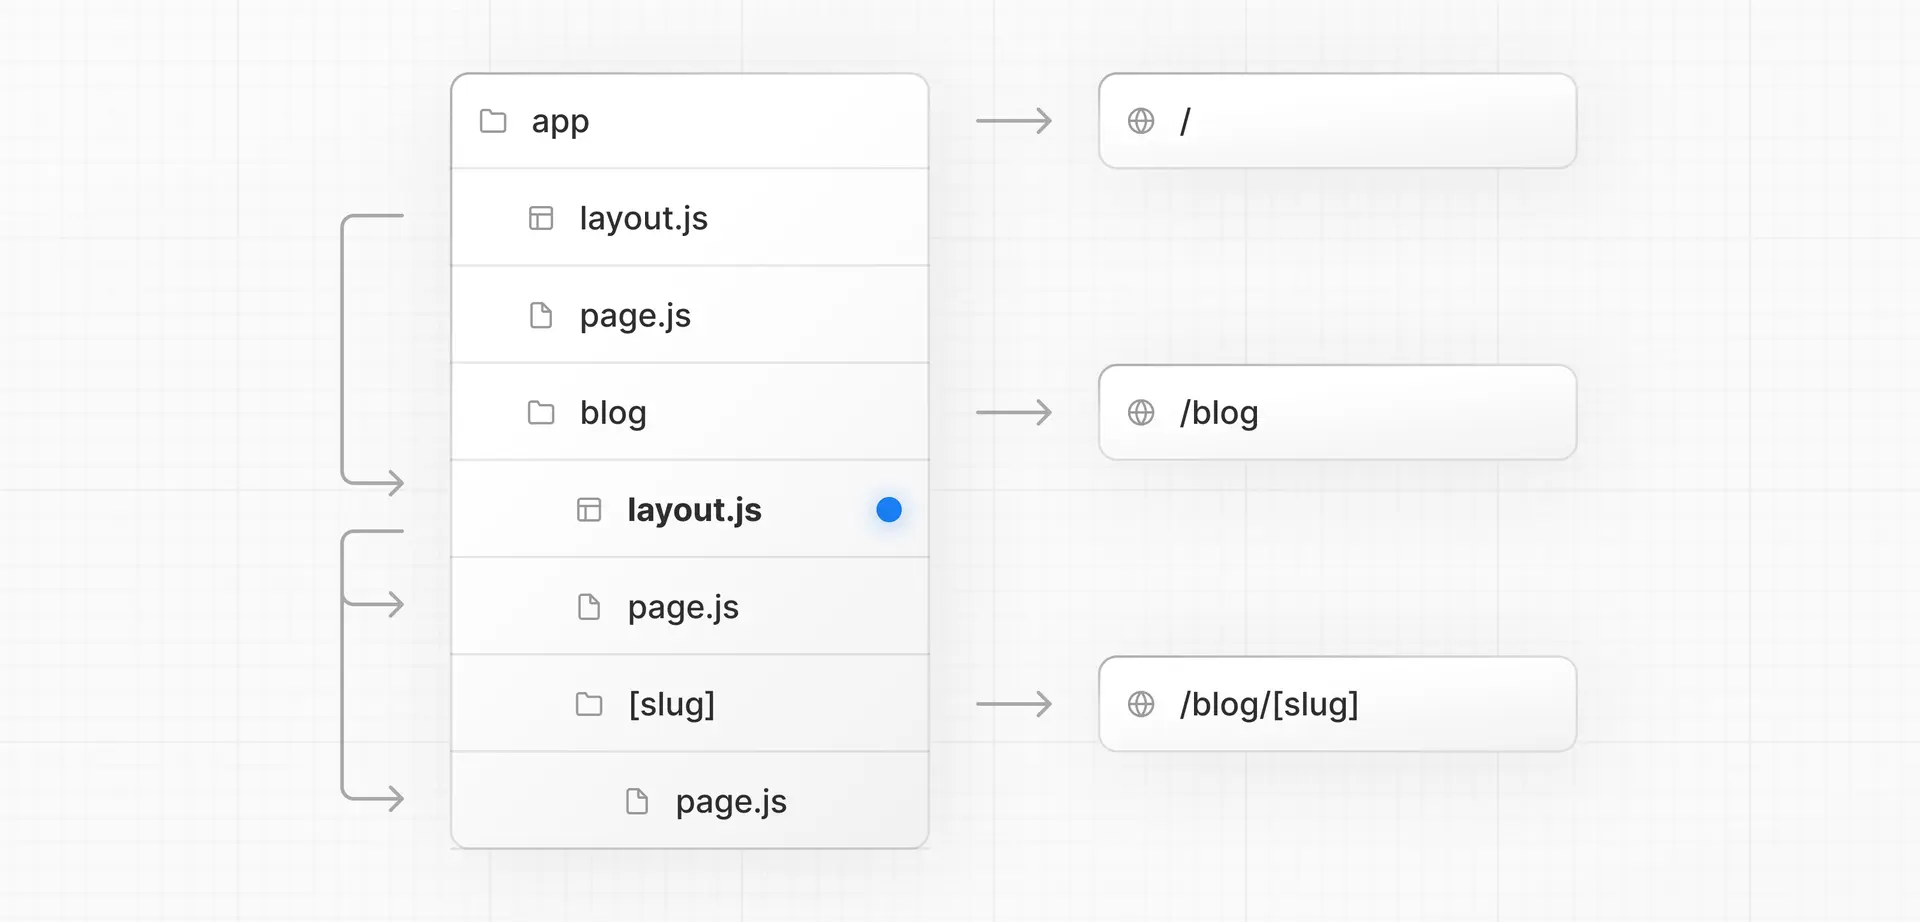 app
/
layout.js
page.js
blog
/blog
layout.js
page.js
[slug]
/blog/[slug]
page.js